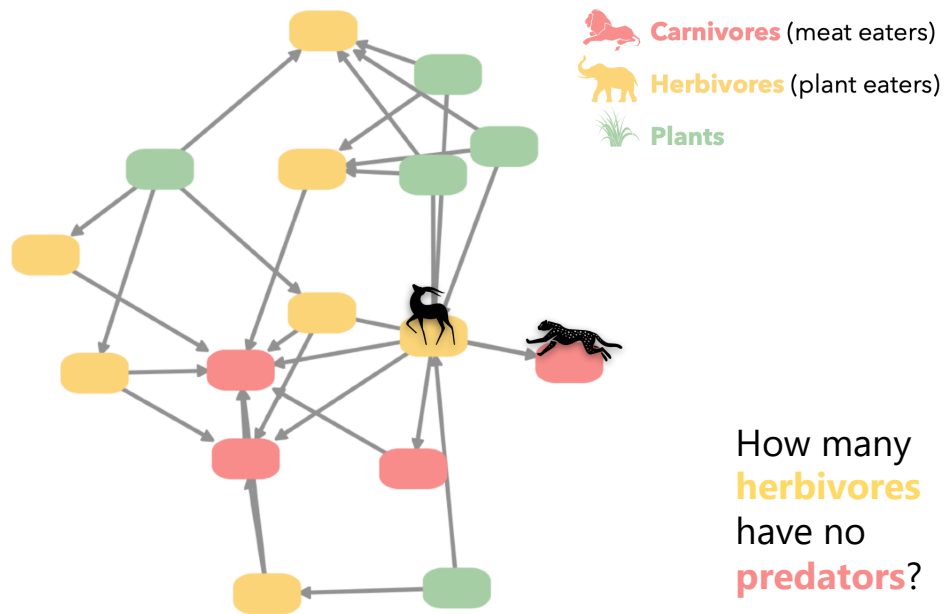 Carnivores (meat eaters)
Herbivores (plant eaters)
Plants
How many
herbivores
have no
predators?